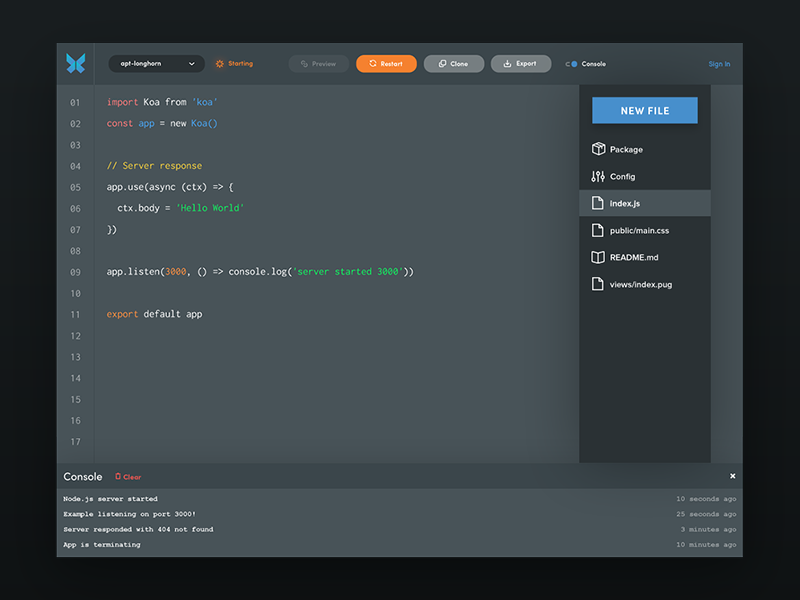 apt-longhorn Starting Preview Restart Clone Export Console Sign In
01 import Koa from 'koa'
02 const app = new Koa()
03
04 // Server response
05 app.use(async (ctx) => {
06 ctx.body = 'Hello World'
07 })
08
09 app.listen(3000, () => console.log('server started 3000'))
10
11 export default app
12
13
14
15
16
17
NEW FILE
Package
Config
index.js
public/main.css
README.md
views/index.pug
Console Clear
Node.js server started 10 seconds ago
Example listening on port 3000! 25 seconds ago
Server responded with 404 not found 3 minutes ago
App is terminating 10 minutes ago